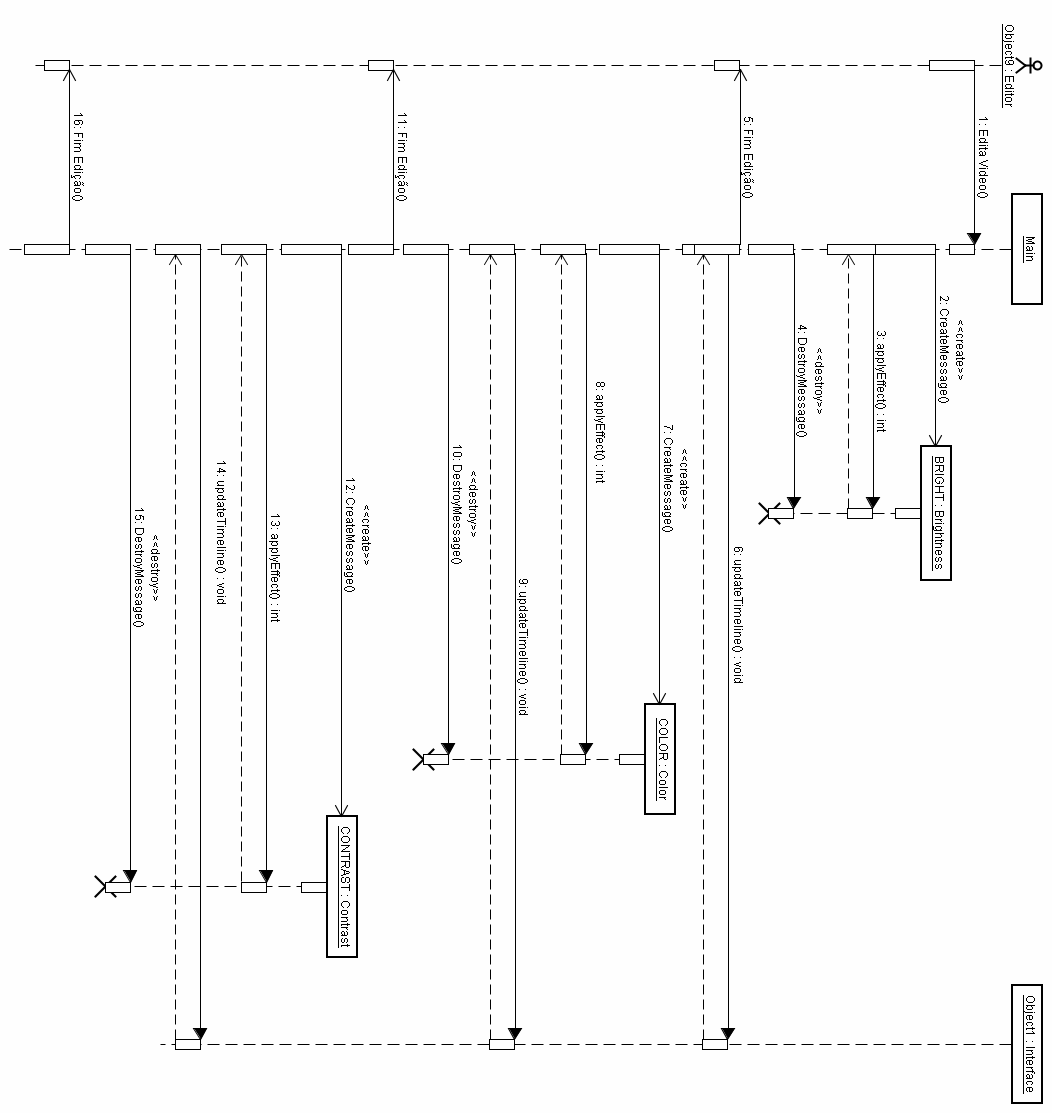 Object9 : Editor
Main
Object1 : Interface
1: Edita Video()
<<create>>
2: CreateMessage()
BRIGHT : Brightness
3: applyEffect() : int
<<destroy>>
4: DestroyMessage()
5: Fim Edição()
6: updateTimeline() : void
<<create>>
7: CreateMessage()
COLOR : Color
8: applyEffect() : int
9: updateTimeline() : void
<<destroy>>
10: DestroyMessage()
11: Fim Edição()
<<create>>
12: CreateMessage()
CONTRAST : Contrast
13: applyEffect() : int
14: updateTimeline() : void
<<destroy>>
15: DestroyMessage()
16: Fim Edição()